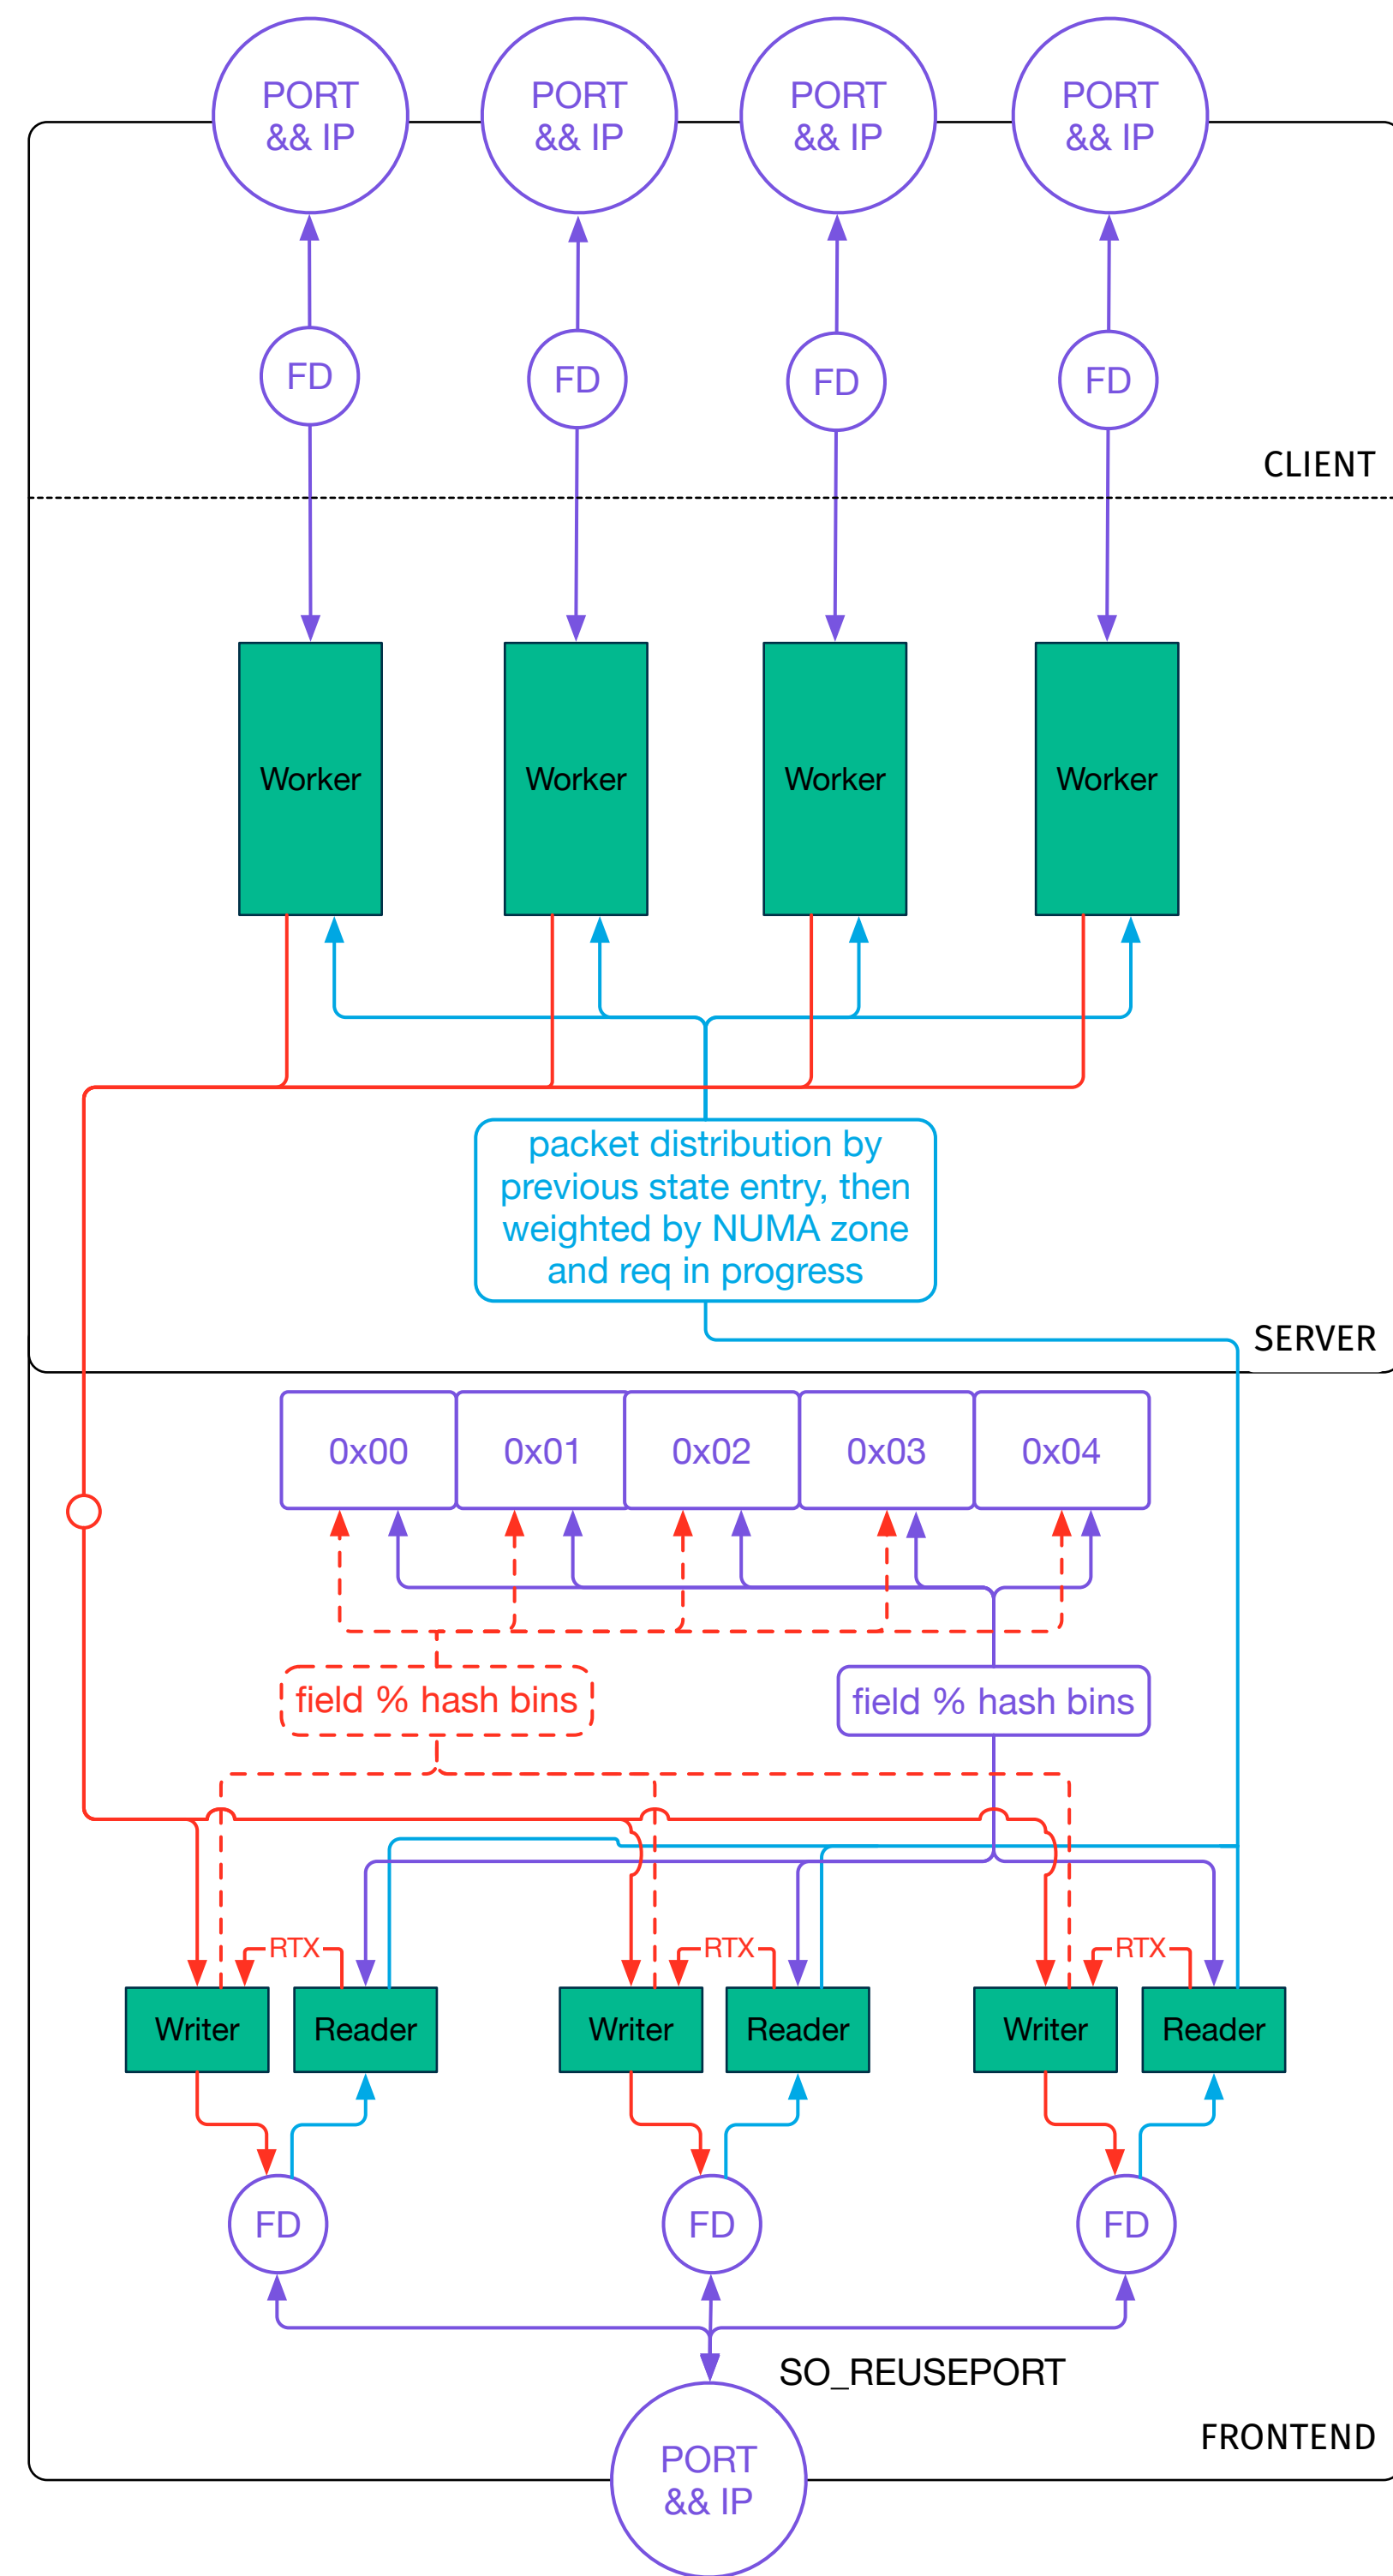 PORT
&& IP
PORT
&& IP
PORT
&& IP
PORT
&& IP
FD
FD
FD
FD
CLIENT
Worker
Worker
Worker
Worker
packet distribution by
previous state entry, then
weighted by NUMA zone
and req in progress
SERVER
0x00
0x01
0x02
0x03
0x04
field % hash bins
field % hash bins
RTX
RTX
RTX
Writer
Reader
Writer
Reader
Writer
Reader
FD
FD
FD
SO_REUSEPORT
FRONTEND
PORT
&& IP